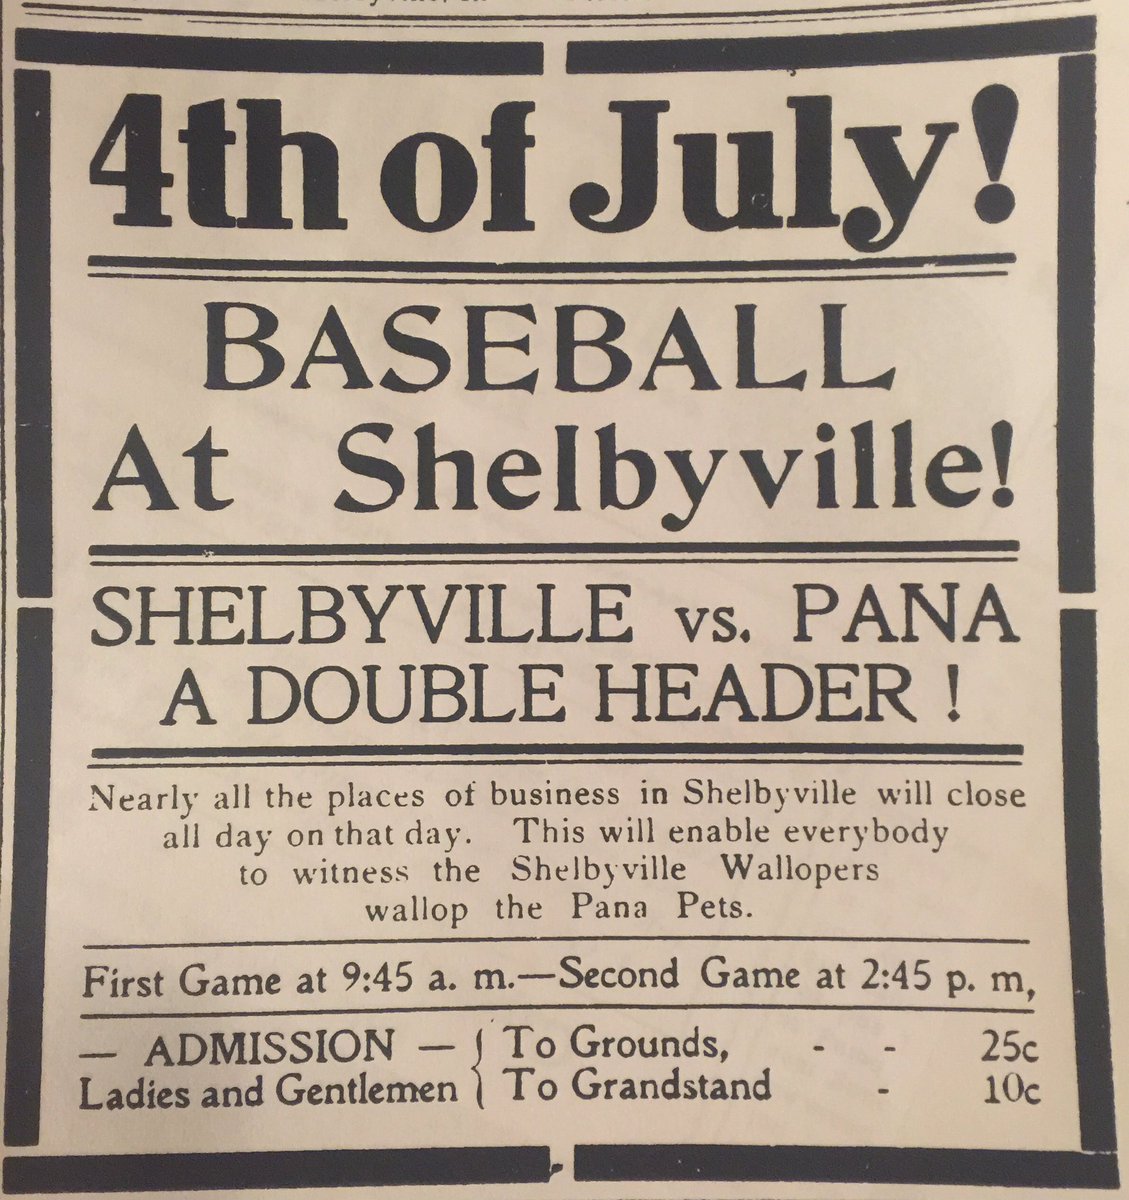 4th of July!
BASEBALL
At Shelbyville!
SHELBYVILLE vs. PANA
A DOUBLE HEADER !
Nearly all the places of business in Shelbyville will close
all day on that day. This will enable everybody
to witness the Shelbyville Wallopers
wallop the Pana Pets.
First Game at 9:45 a. m.—Second Game at 2:45 p. m,
— ADMISSION — { To Grounds, - - 25c
Ladies and Gentlemen { To Grandstand - 10c